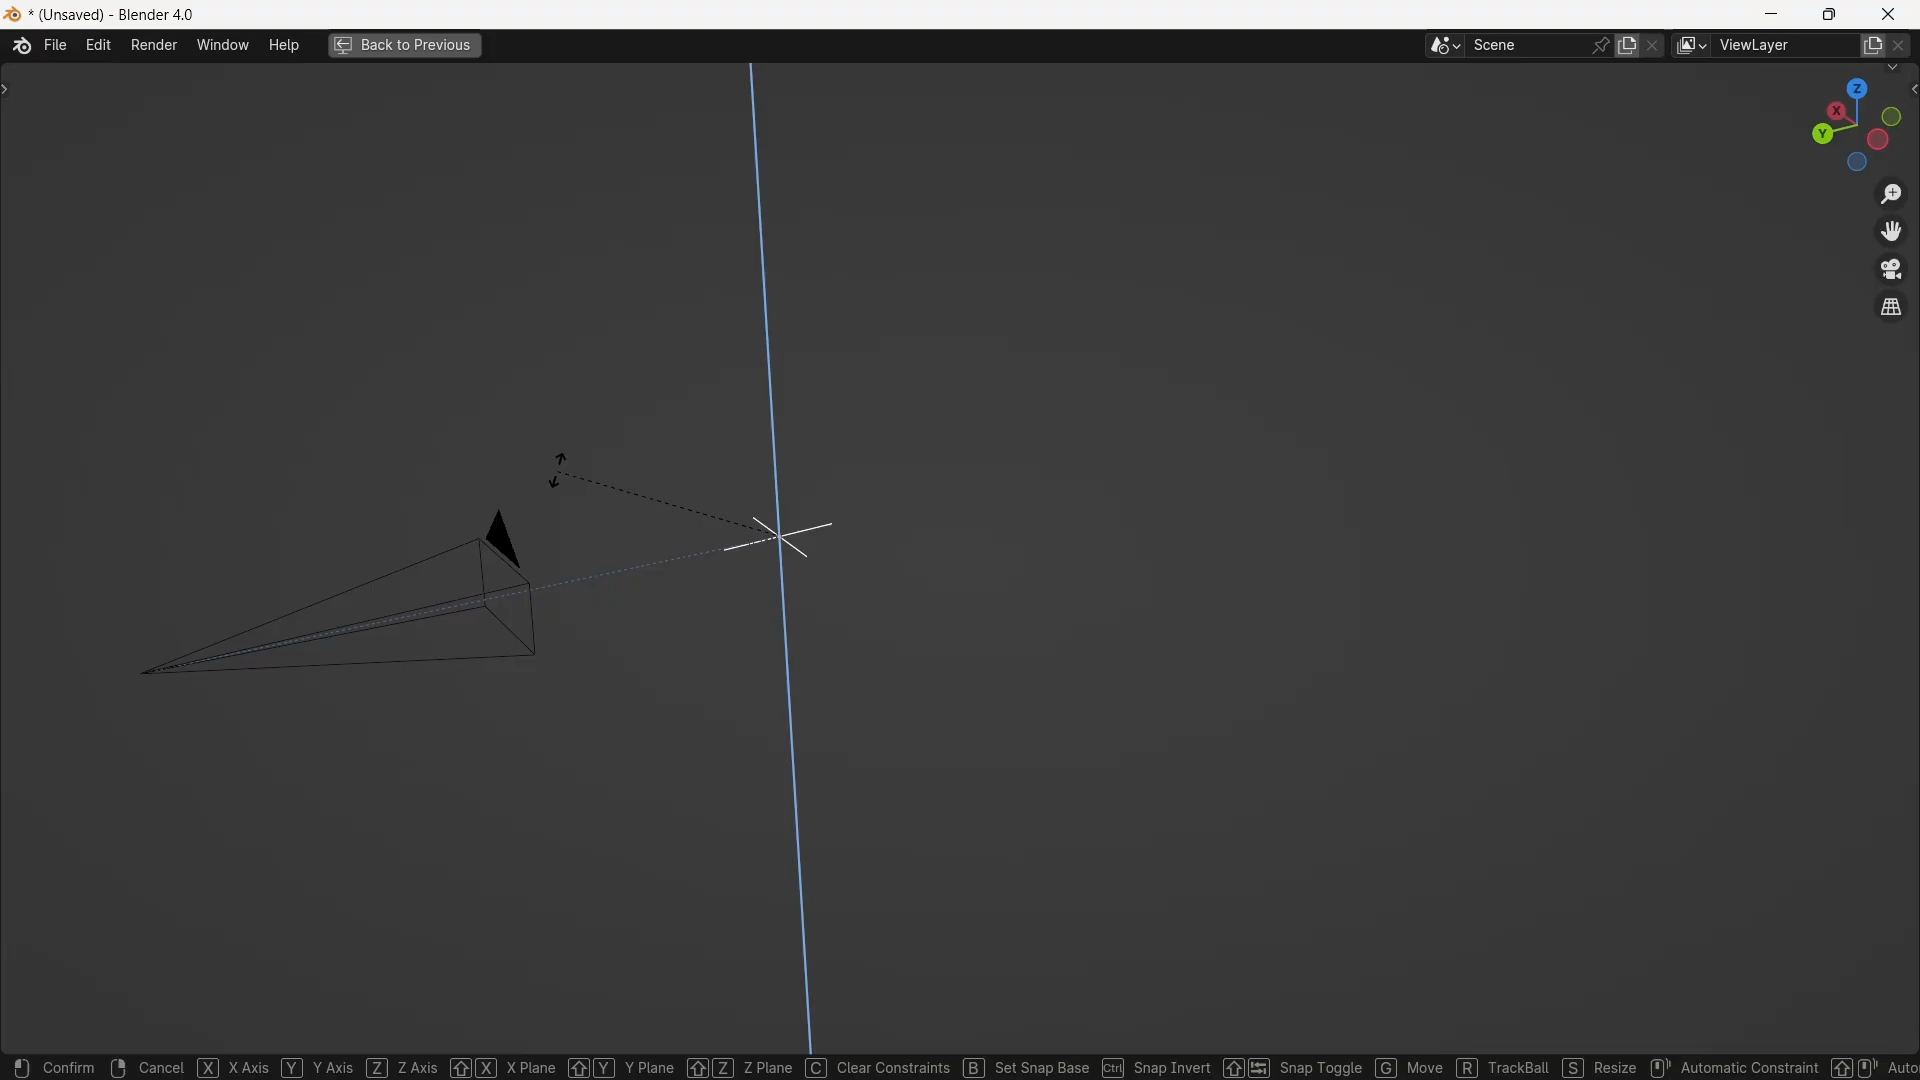 * (Unsaved) - Blender 4.0
File Edit Render Window Help Back to Previous Scene ViewLayer
Z
X
Y
Confirm Cancel X X Axis Y Y Axis Z Z Axis X X Plane Y Y Plane Z Z Plane C Clear Constraints B Set Snap Base Ctrl Snap Invert Snap Toggle G Move R TrackBall S Resize Automatic Constraint Auto